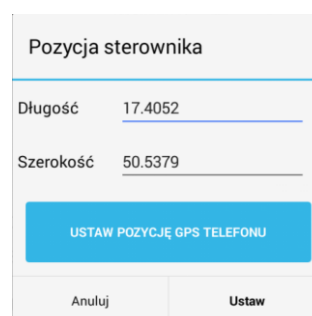 Pozycja sterownika
Długość 17.4052
Szerokość 50.5379
USTAW POZYCJĘ GPS TELEFONU
Anuluj Ustaw